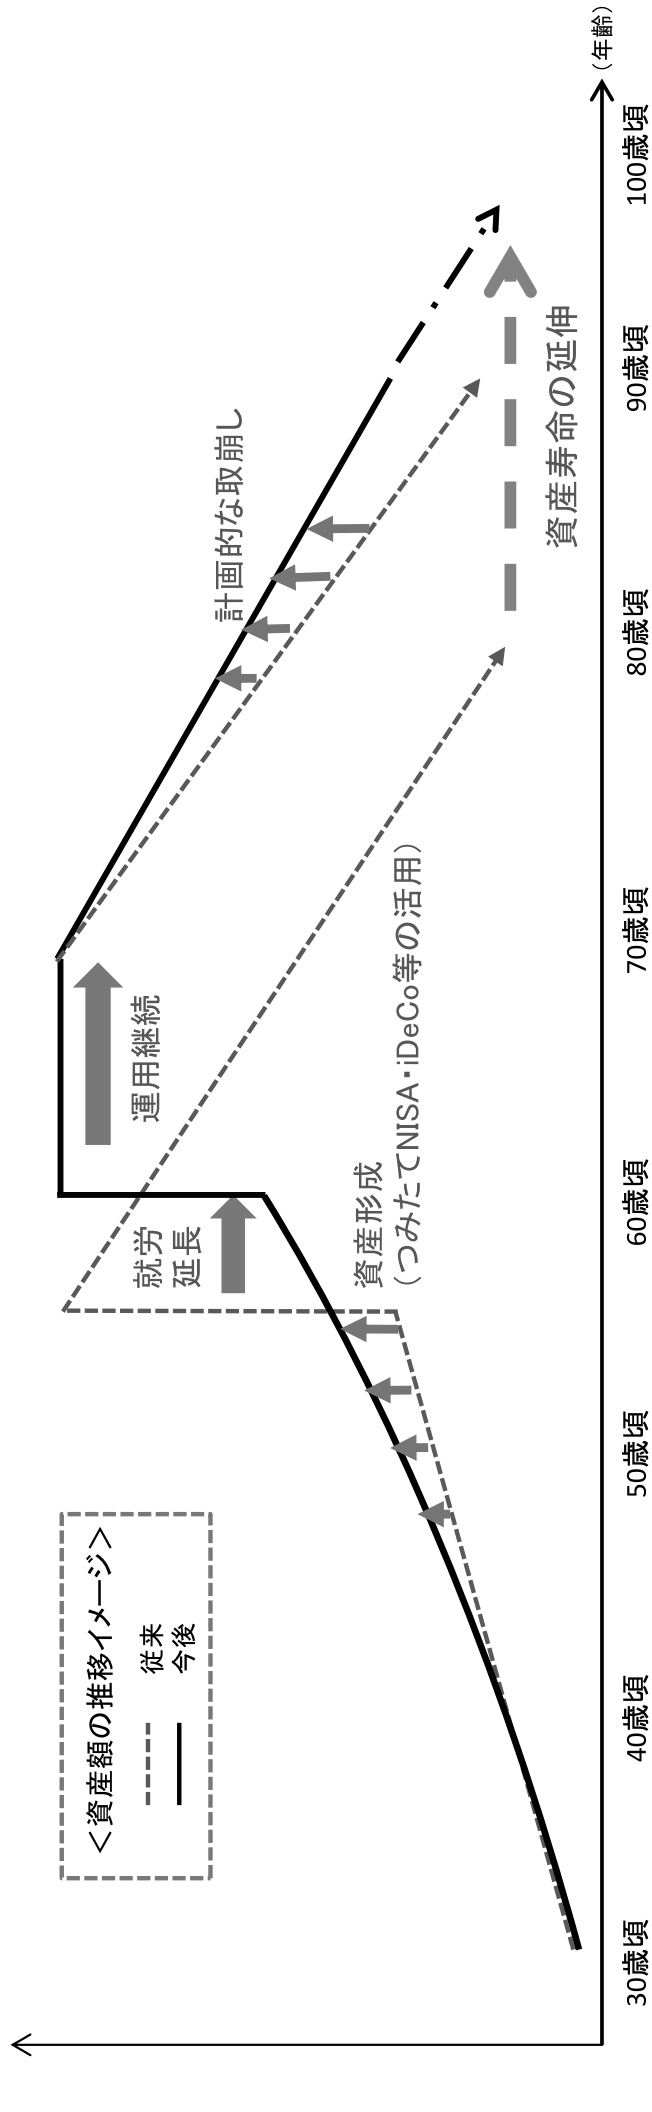 ＜資産額の推移イメージ＞
従来
今後
就労
延長
運用継続
計画的な取崩し
資産形成
（つみたてNISA・iDeCo等の活用）
資産寿命の延伸
30歳頃
40歳頃
50歳頃
60歳頃
70歳頃
80歳頃
90歳頃
100歳頃
（年齢）